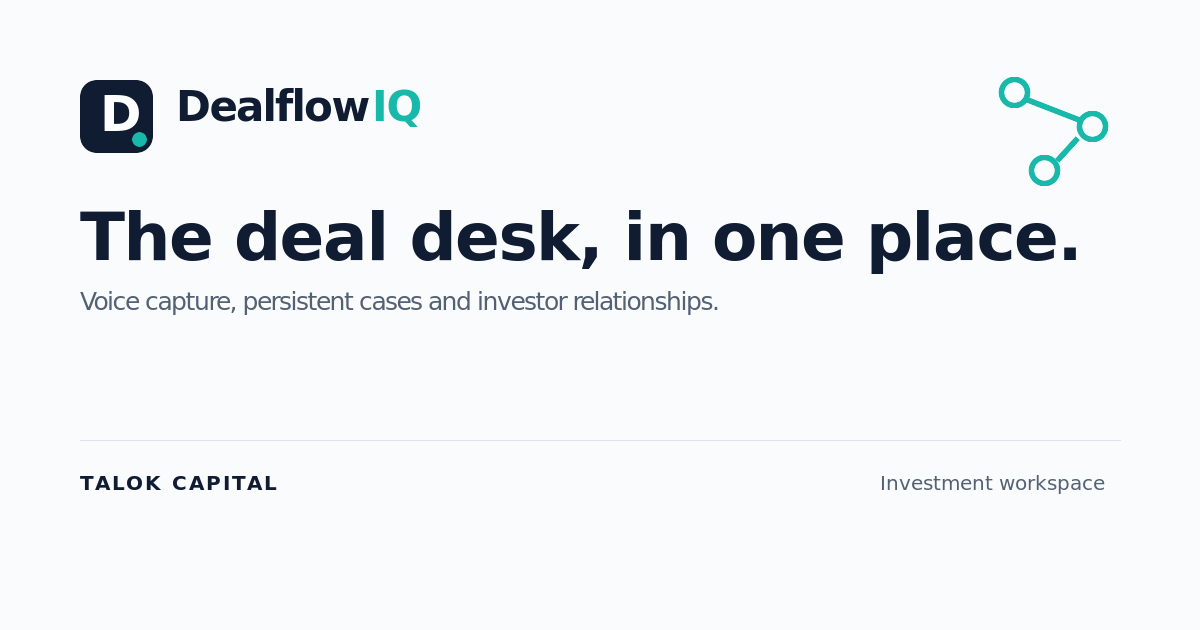 D
DealflowIQ
The deal desk, in one place.
Voice capture, persistent cases and investor relationships.
TALOK CAPITAL
Investment workspace